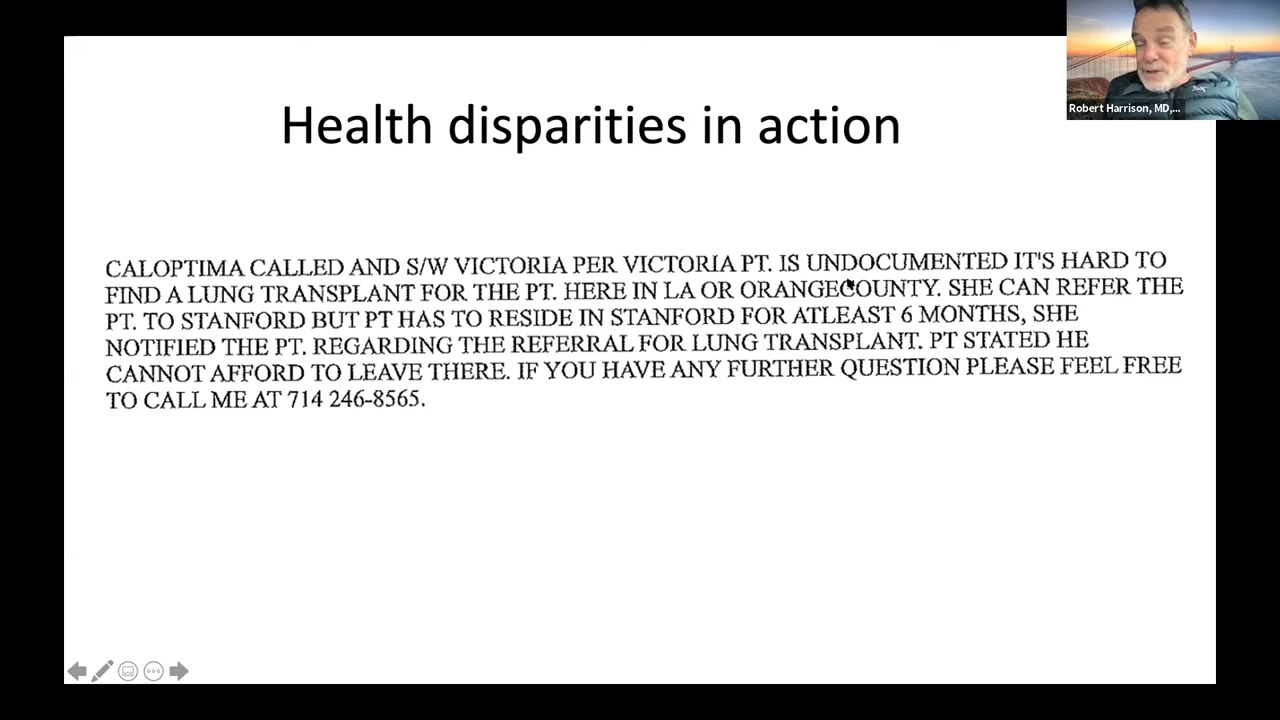 Robert Harrison, MD,...
Health disparities in action
CALOPTIMA CALLED AND S/W VICTORIA PER VICTORIA PT. IS UNDOCUMENTED IT'S HARD TO
FIND A LUNG TRANSPLANT FOR THE PT. HERE IN LA OR ORANGECOUNTY. SHE CAN REFER THE
PT. TO STANFORD BUT PT HAS TO RESIDE IN STANFORD FOR ATLEAST 6 MONTHS, SHE
NOTIFIED THE PT. REGARDING THE REFERRAL FOR LUNG TRANSPLANT. PT STATED HE
CANNOT AFFORD TO LEAVE THERE. IF YOU HAVE ANY FURTHER QUESTION PLEASE FEEL FREE
TO CALL ME AT 714 246-8565.